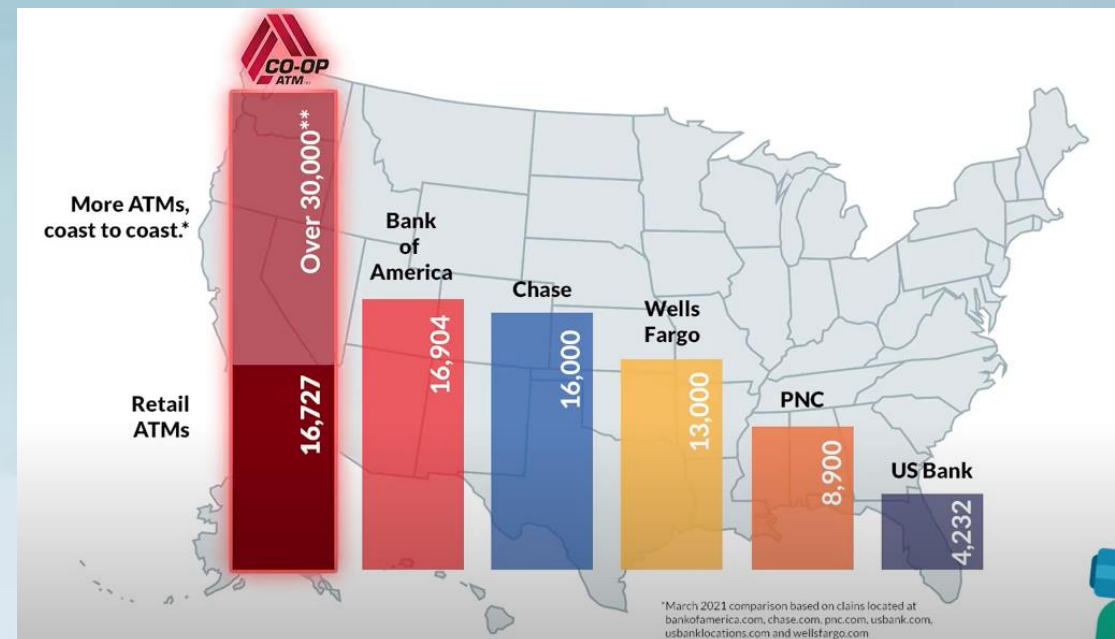 CO-OP
ATM
More ATMs,
coast to coast.*
Over 30,000**
Retail
ATMs
16,727
Bank
of
America
16,904
Chase
16,000
Wells
Fargo
13,000
PNC
8,900
US Bank
4,232
*March 2021 comparison based on clains located at
bankofamerica.com, chase.com, pnc.com, usbank.com,
usbanklocations.com and wellsfargo.com